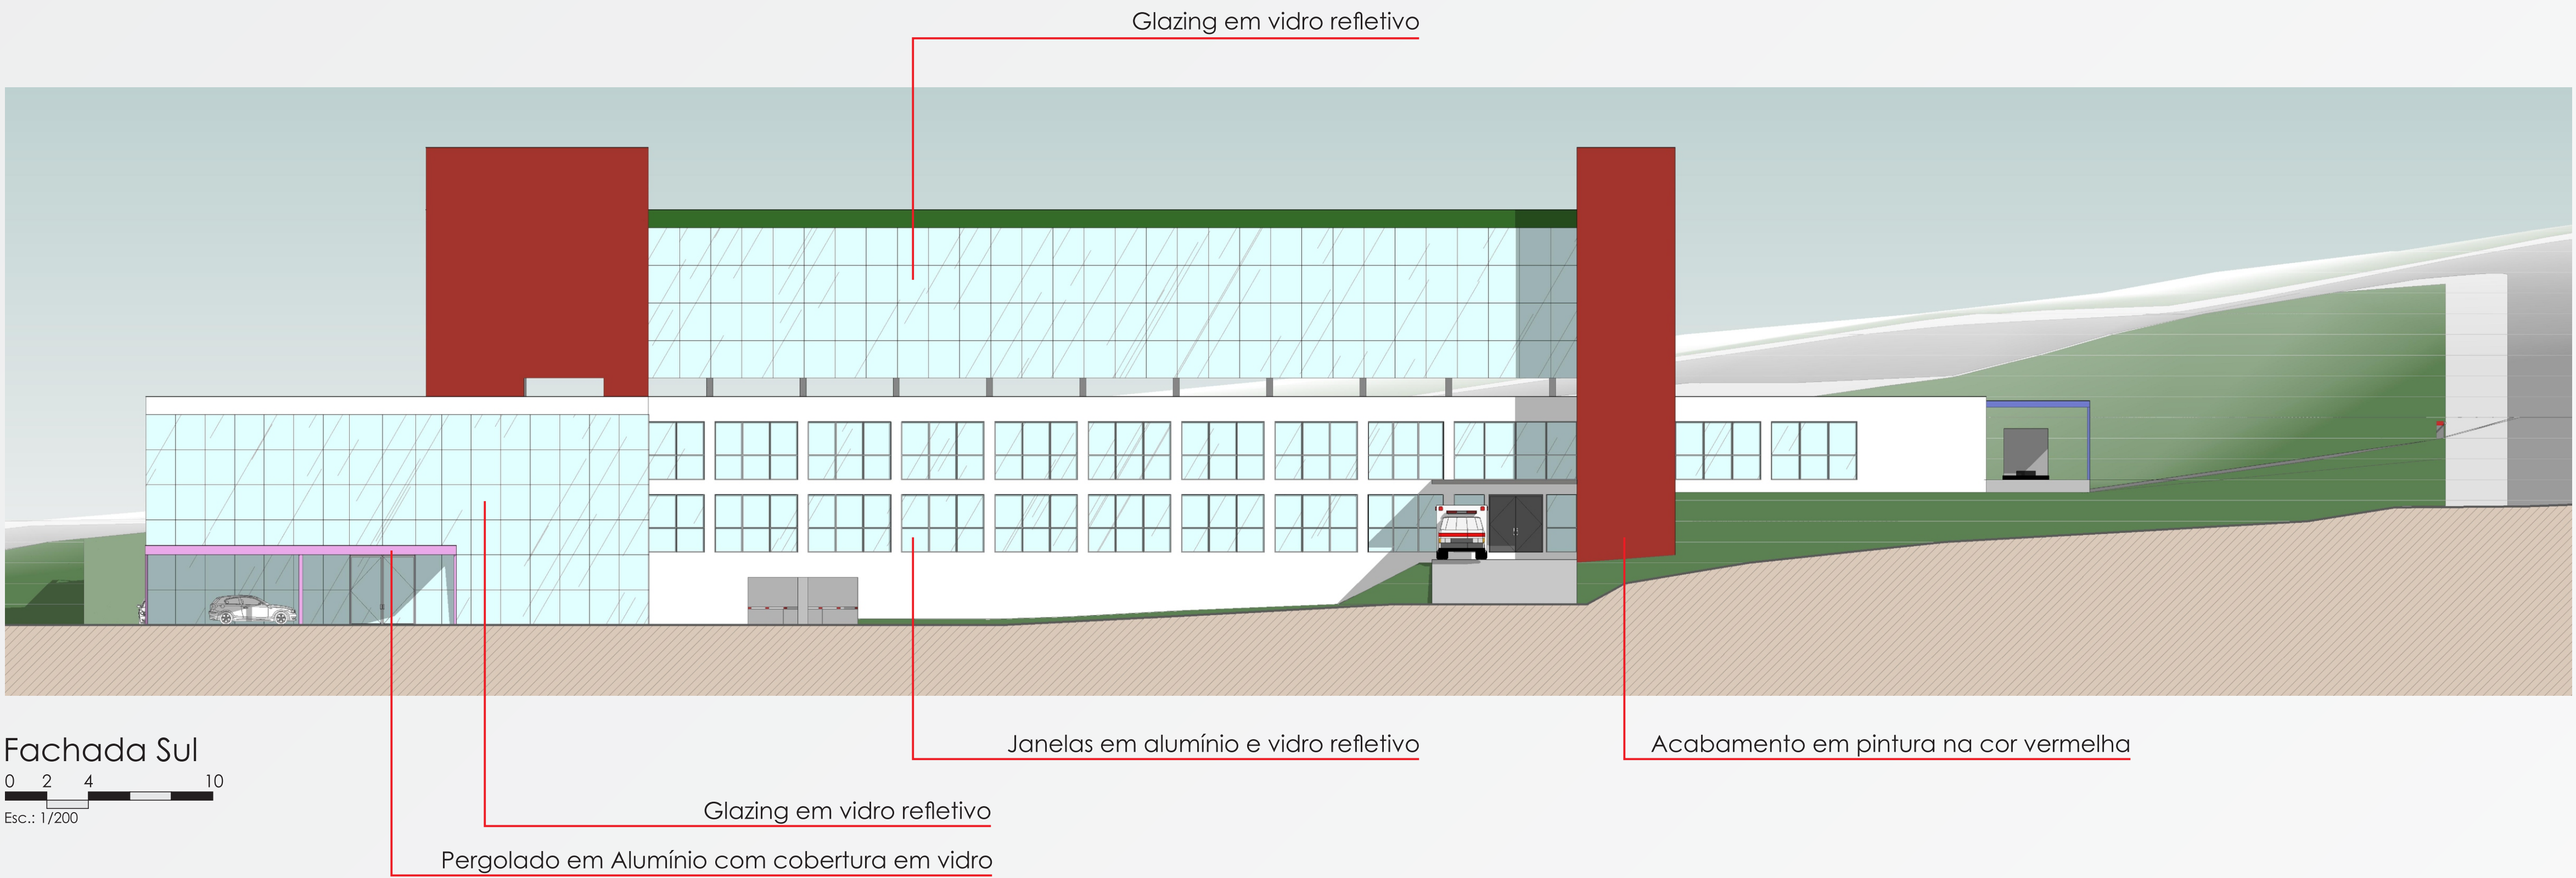 Glazing em vidro refletivo
Janelas em alumínio e vidro refletivo
Acabamento em pintura na cor vermelha
Fachada Sul
0 2 4 10
Esc.: 1/200
Glazing em vidro refletivo
Pergolado em Alumínio com cobertura em vidro